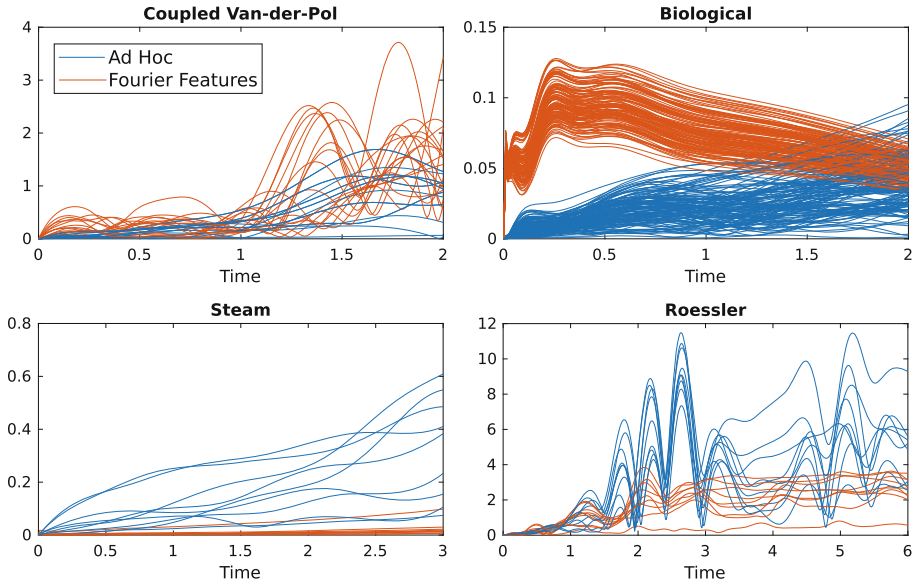 Coupled Van-der-Pol
4
3
2
1
0
Ad Hoc
Fourier Features
0 0.5 1 1.5 2
Time
Biological
0.15
0.1
0.05
0
0 0.5 1 1.5 2
Time
Steam
0.8
0.6
0.4
0.2
0
0 0.5 1 1.5 2 2.5 3
Time
Roessler
12
10
8
6
4
2
0
0 1 2 3 4 5 6
Time